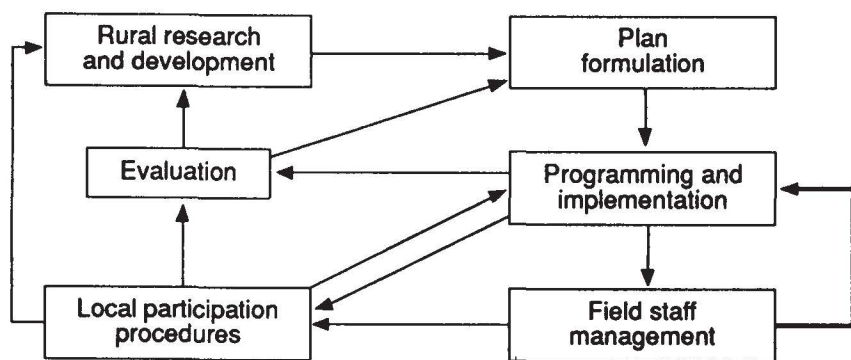 Rural research
and development
Plan
formulation
Evaluation
Programming and
implementation
Local participation
procedures
Field staff
management